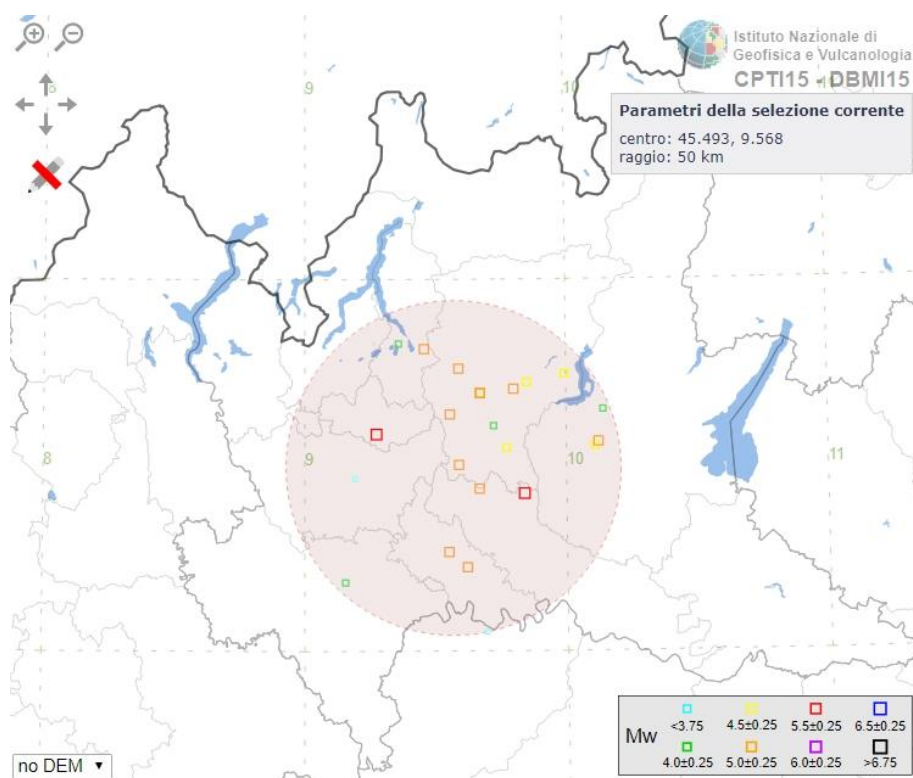 Istituto Nazionale di
Geofisica e Vulcanologia
CPTI15 - DBMI15
9
10
Parametri della selezione corrente
centro: 45.493, 9.568
raggio: 50 km
8
9
10
11
Mw
<3.75
4.5±0.25
5.5±0.25
6.5±0.25
4.0±0.25
5.0±0.25
6.0±0.25
>6.75
no DEM